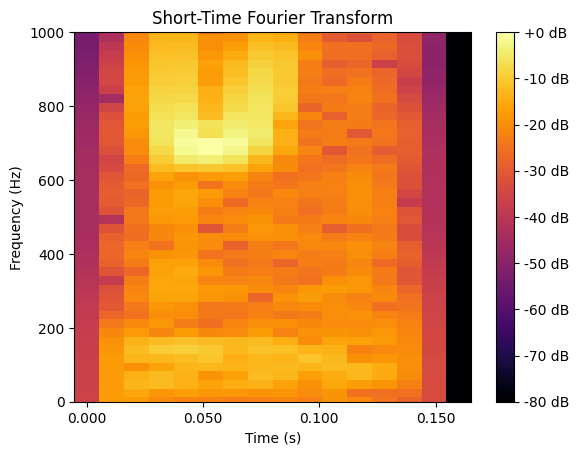 Short-Time Fourier Transform
1000
800
600
400
200
0
Frequency (Hz)
0.000
0.050
0.100
0.150
Time (s)
+0 dB
-10 dB
-20 dB
-30 dB
-40 dB
-50 dB
-60 dB
-70 dB
-80 dB